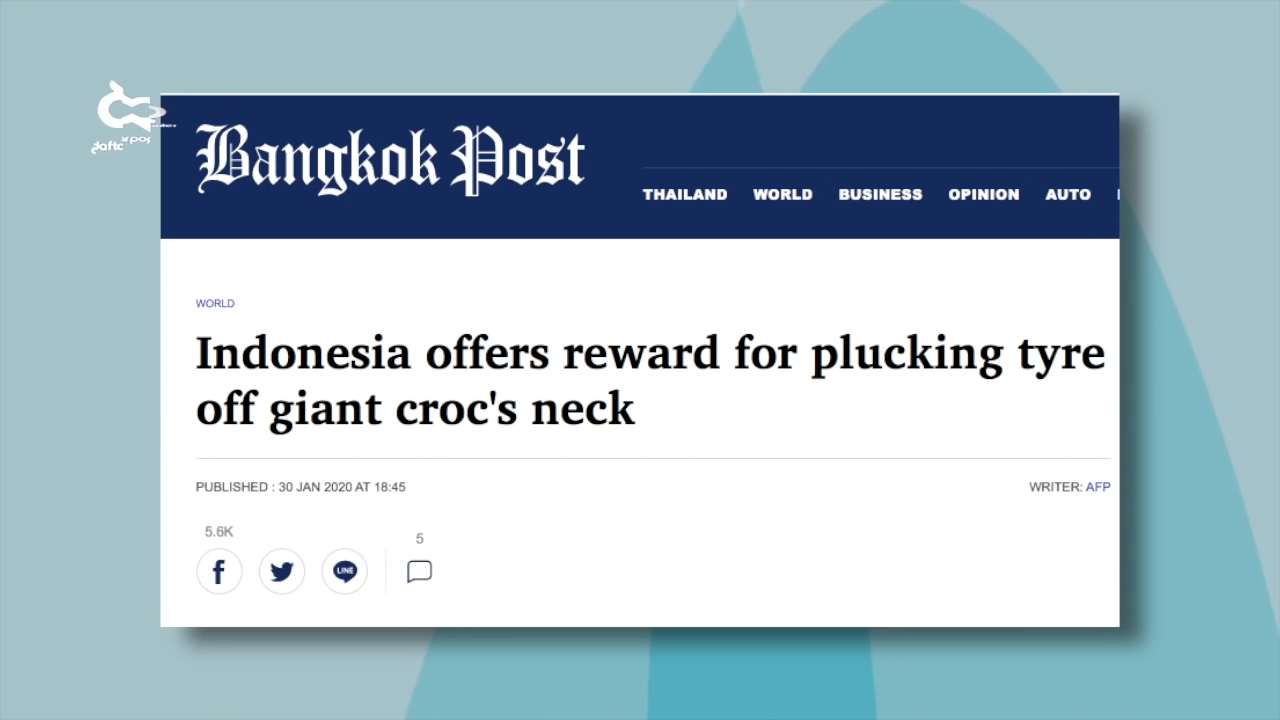 Bangkok Post
THAILAND WORLD BUSINESS OPINION AUTO
WORLD
Indonesia offers reward for plucking tyre
off giant croc's neck
PUBLISHED : 30 JAN 2020 AT 18:45
WRITER: AFP
5.6K
5
LINE